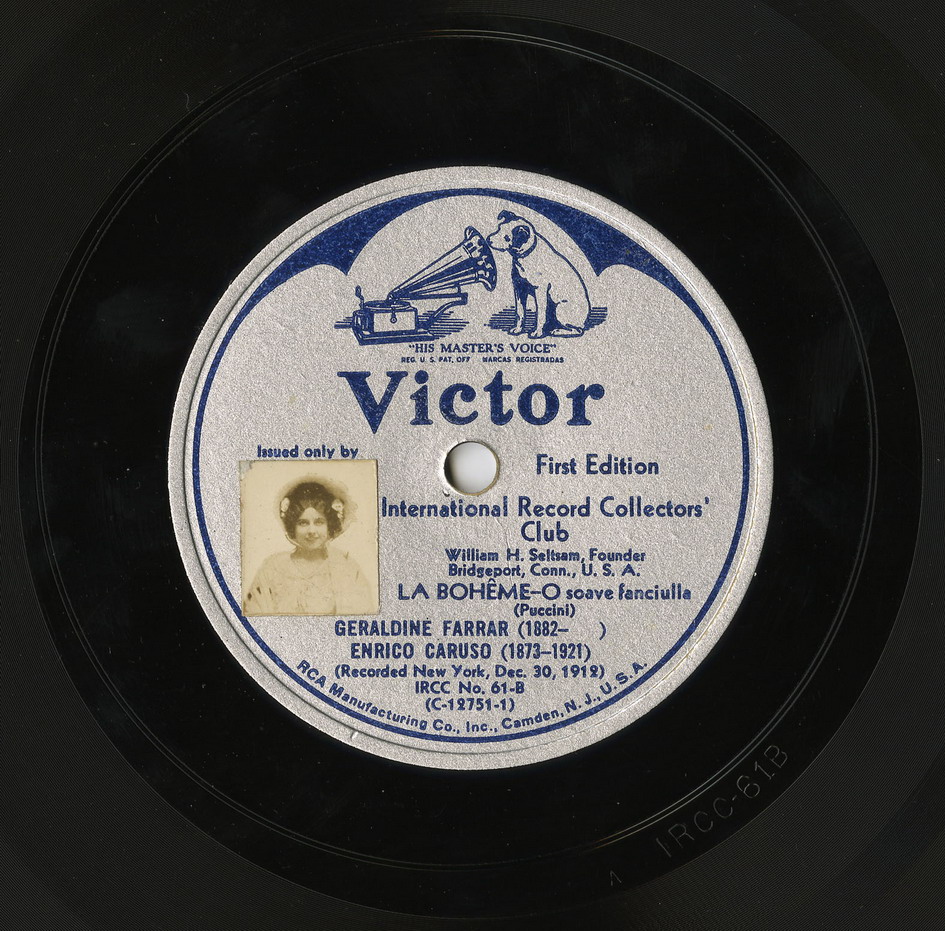 "HIS MASTER'S VOICE"
REG. U. S. PAT. OFF. MARCAS REGISTRADAS
Victor
Issued only by
First Edition
International Record Collectors'
Club
William H. Seltsam, Founder
Bridgeport, Conn., U. S. A.
LA BOHÊME–O soave fanciulla
(Puccini)
GERALDINE FARRAR (1882– )
ENRICO CARUSO (1873–1921)
(Recorded New York, Dec. 30, 1912)
IRCC No. 61-B
(C-12751-1)
RCA Manufacturing Co., Inc., Camden, N. J., U. S. A.
A IRCC-61B